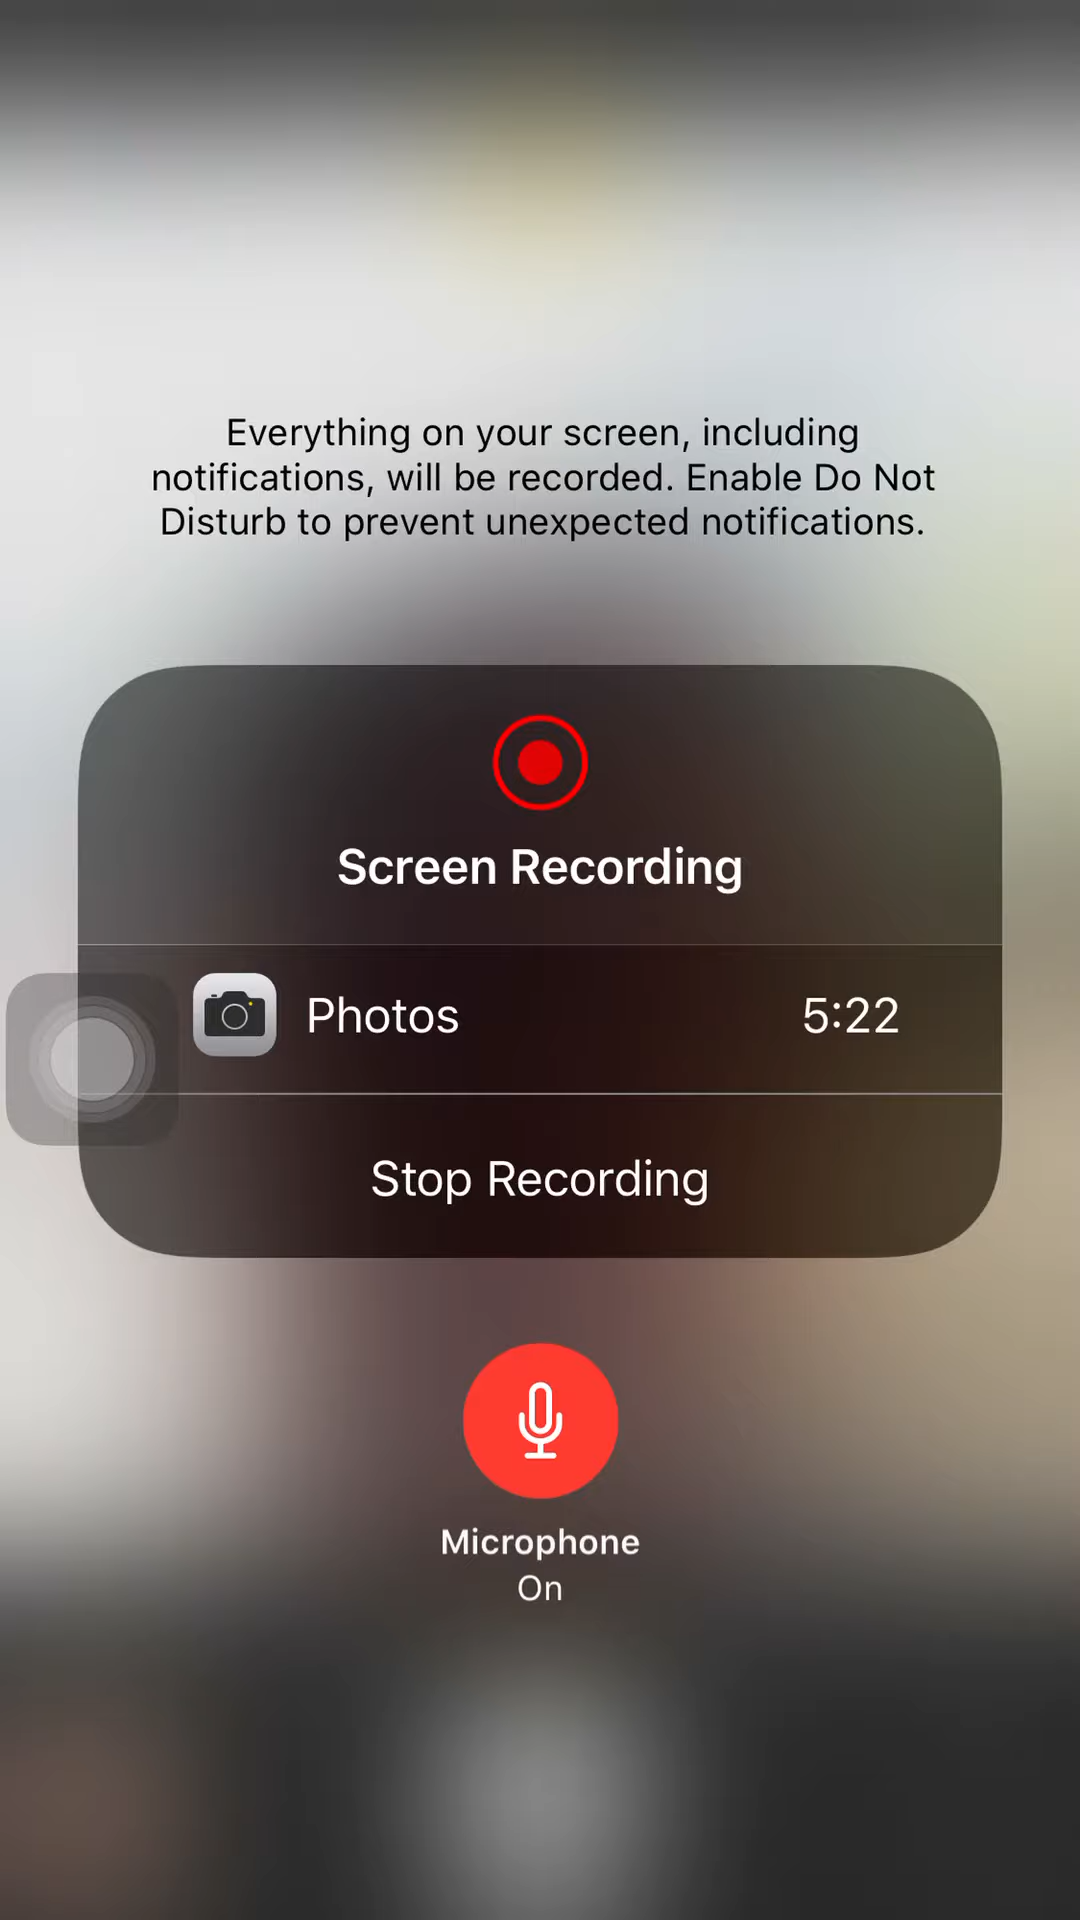 Everything on your screen, including
notifications, will be recorded. Enable Do Not
Disturb to prevent unexpected notifications.
Screen Recording
Photos 5:22
Stop Recording
Microphone
On